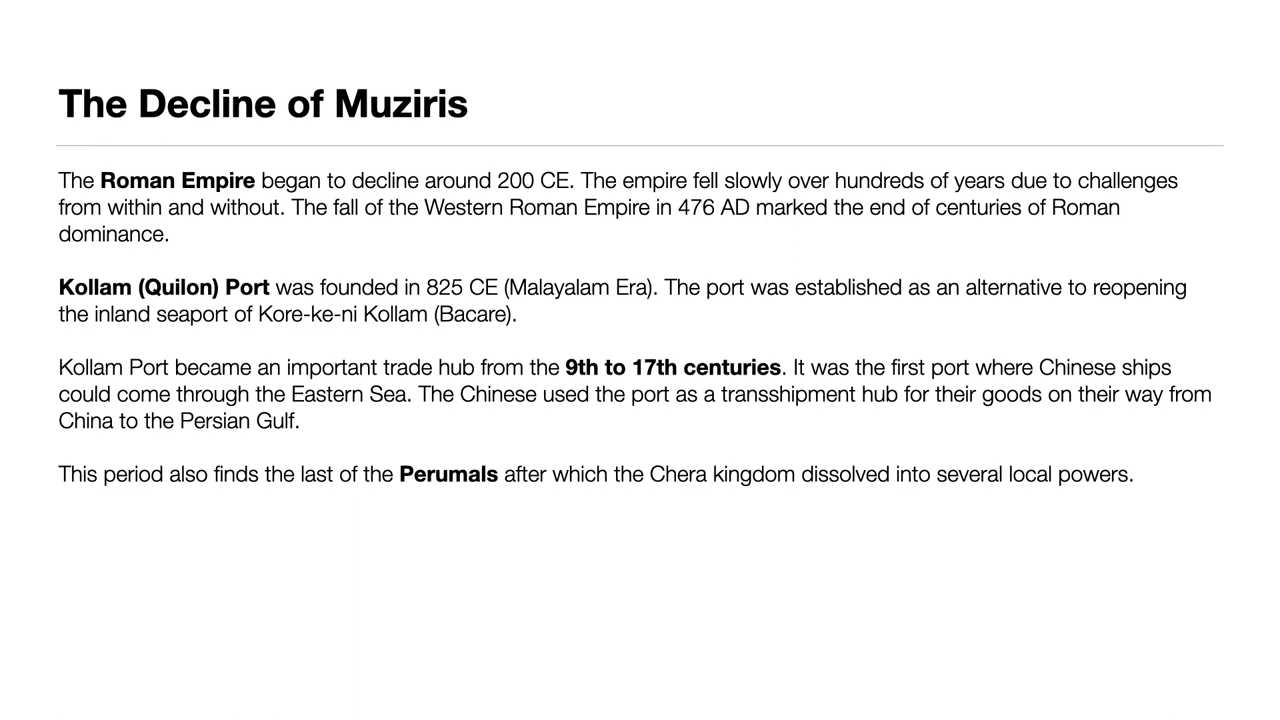 The Decline of Muziris
The Roman Empire began to decline around 200 CE. The empire fell slowly over hundreds of years due to challenges
from within and without. The fall of the Western Roman Empire in 476 AD marked the end of centuries of Roman
dominance.
Kollam (Quilon) Port was founded in 825 CE (Malayalam Era). The port was established as an alternative to reopening
the inland seaport of Kore-ke-ni Kollam (Bacare).
Kollam Port became an important trade hub from the 9th to 17th centuries. It was the first port where Chinese ships
could come through the Eastern Sea. The Chinese used the port as a transshipment hub for their goods on their way from
China to the Persian Gulf.
This period also finds the last of the Perumals after which the Chera kingdom dissolved into several local powers.